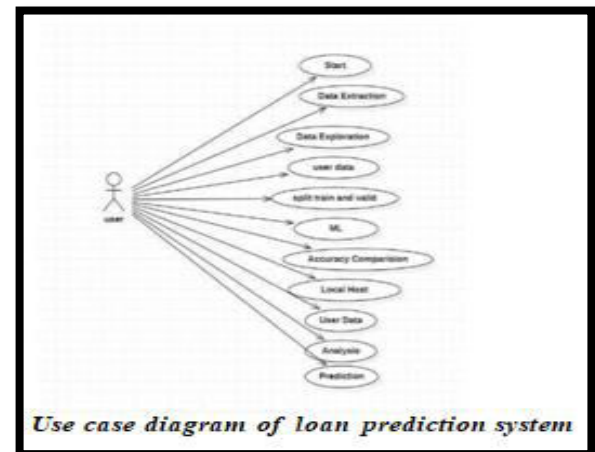 Start
Data Extraction
Data Exploration
user data
split train and valid
ML
Accuracy Comparision
Local Host
User Data
Analysis
Prediction
user
Use case diagram of loan prediction system